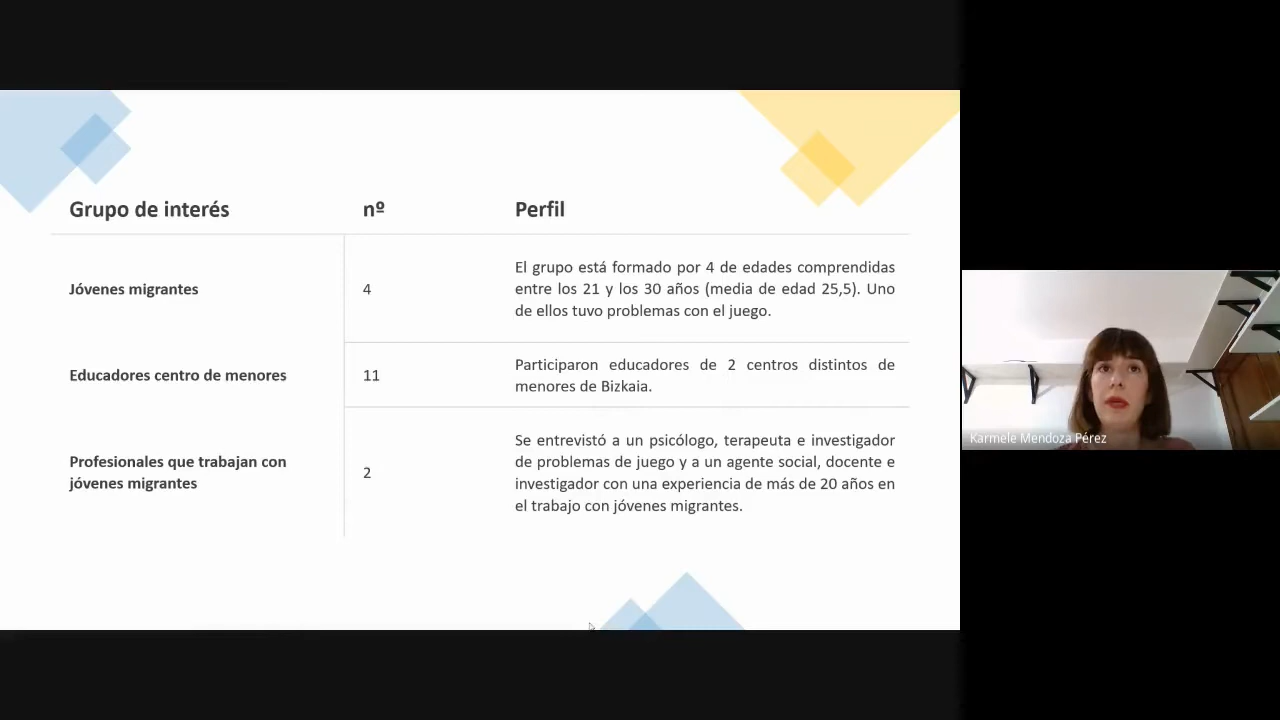 Grupo de interés nº Perfil
Jóvenes migrantes 4
El grupo está formado por 4 de edades comprendidas
entre los 21 y los 30 años (media de edad 25,5). Uno
de ellos tuvo problemas con el juego.
Educadores centro de menores 11
Participaron educadores de 2 centros distintos de
menores de Bizkaia.
Profesionales que trabajan con
jóvenes migrantes
2
Se entrevistó a un psicólogo, terapeuta e investigador
de problemas de juego y a un agente social, docente e
investigador con una experiencia de más de 20 años en
el trabajo con jóvenes migrantes.
Karmele Mendoza Pérez